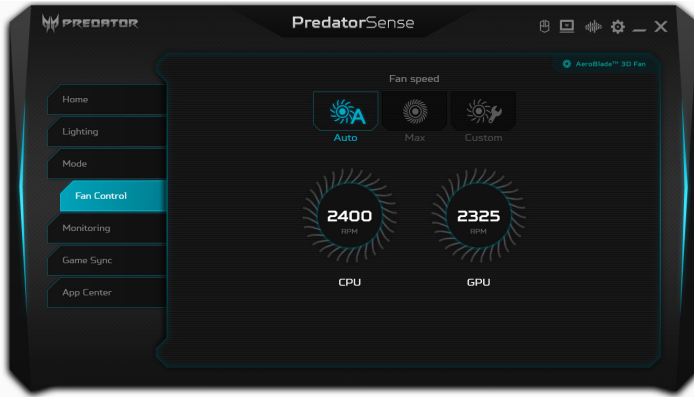 PREDATOR
PredatorSense
AeroBlade™ 3D Fan
Fan speed
Home
Lighting
Mode
Fan Control
Monitoring
Game Sync
App Center
Auto
Max
Custom
2400
RPM
2325
RPM
CPU
GPU